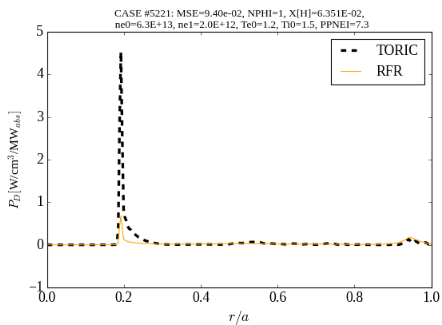 CASE #5221: MSE=9.40e-02, NPHI=1, X[H]=6.351E-02,
ne0=6.3E+13, ne1=2.0E+12, Te0=1.2, Ti0=1.5, PPNEI=7.3
TORIC
RFR
5
4
3
2
1
0
−1
P_D [W/cm^3/MW_abs]
0.0 0.2 0.4 0.6 0.8 1.0
r/a